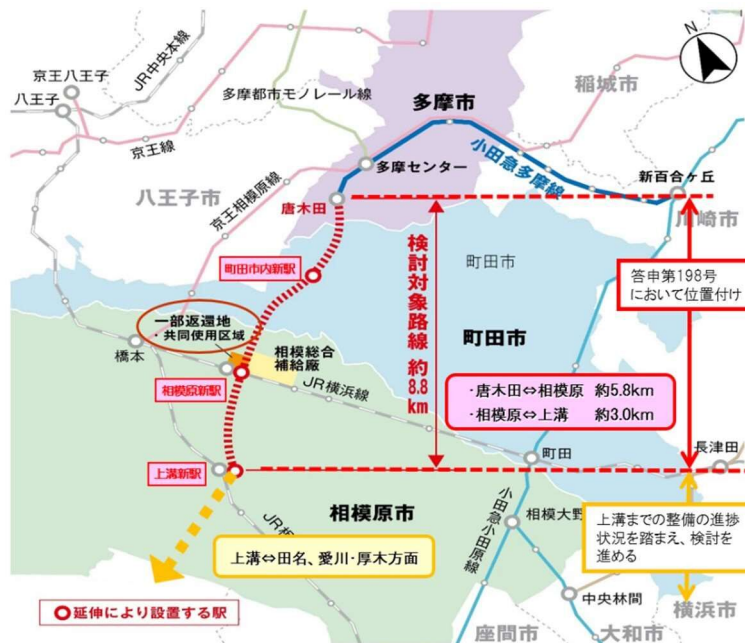 京王八王子
八王子
JR中央本線
多摩都市モノレール線
多摩市
稲城市
京王線
多摩センター
小田急多摩線
新百合ヶ丘
八王子市
京王相模原線
唐木田
川崎市
町田市内新駅
検討対象路線 約8.8km
町田市
答申第198号
において位置付け
一部返還地
・共同使用区域
町田市
橋本
相模総合
補給廠
相模原新駅
JR横浜線
・唐木田⇔相模原 約5.8km
・相模原⇔上溝 約3.0km
町田
長津田
上溝新駅
相模原市
小田急小田原線
相模大野
上溝までの整備の進捗
状況を踏まえ、検討を
進める
上溝⇔田名、愛川・厚木方面
中央林間
横浜市
延伸により設置する駅
座間市
大和市